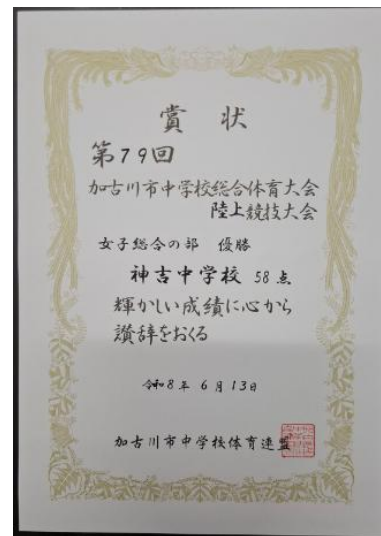 賞状
第79回
加古川市中学校総合体育大会
陸上競技大会
女子総合の部 優勝
神吉中学校 58点
輝かしい成績に心から
讃辞をおくる
令和8年6月13日
加古川市中学校体育連盟